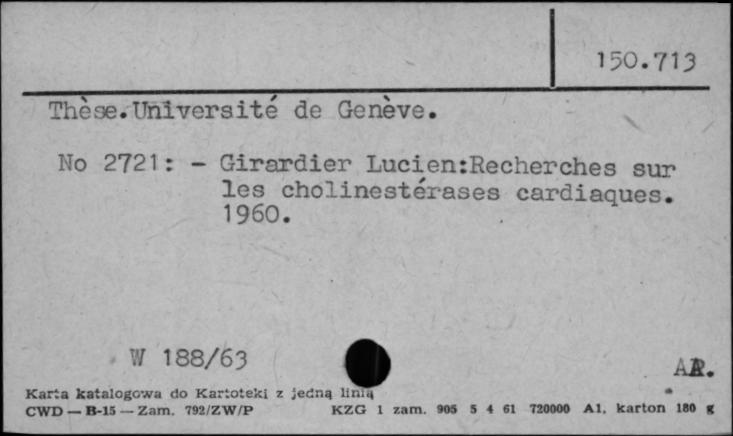 150.713
Thèse. Université de Genève.
No 2721: - Girardier Lucien:Recherches sur
les cholinestérases cardiaques.
1960.
W 188/63
AR.
Karta katalogowa do Kartoteki z jedną linią
CWD — B-15 — Zam. 792/ZW/P KZG 1 zam. 905 5 4 61 720000 A1, karton 180 g